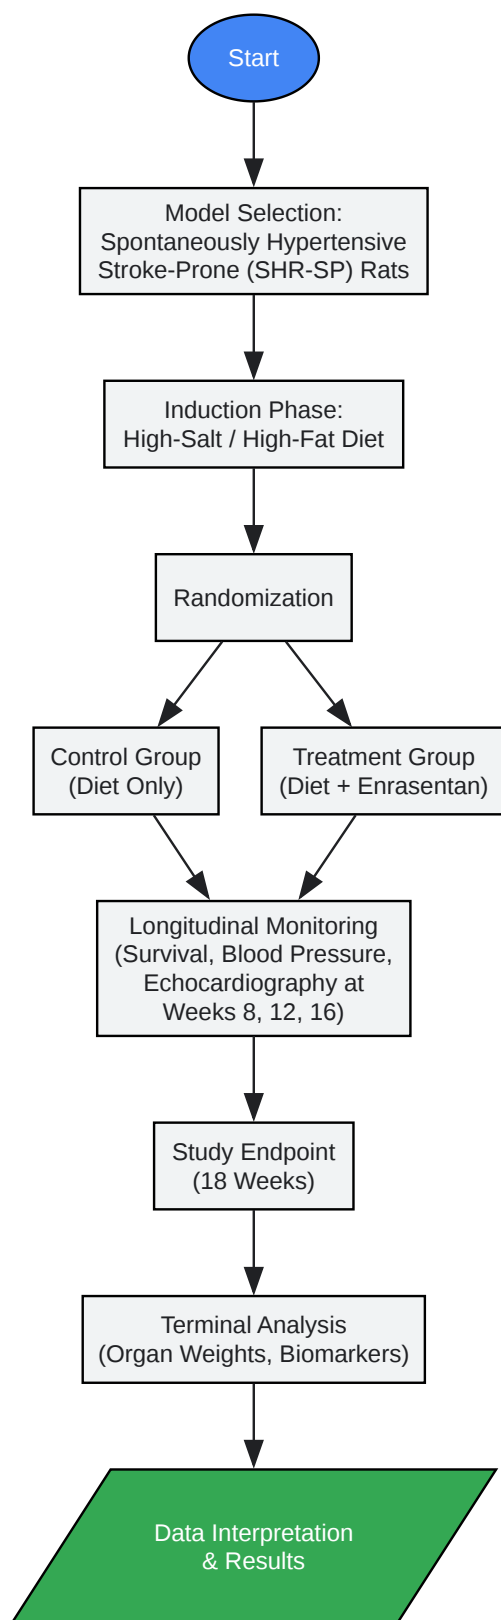 Start
Model Selection:
Spontaneously Hypertensive
Stroke-Prone (SHR-SP) Rats
Induction Phase:
High-Salt / High-Fat Diet
Randomization
Control Group
(Diet Only)
Treatment Group
(Diet + Enrasentan)
Longitudinal Monitoring
(Survival, Blood Pressure,
Echocardiography at
Weeks 8, 12, 16)
Study Endpoint
(18 Weeks)
Terminal Analysis
(Organ Weights, Biomarkers)
Data Interpretation
& Results